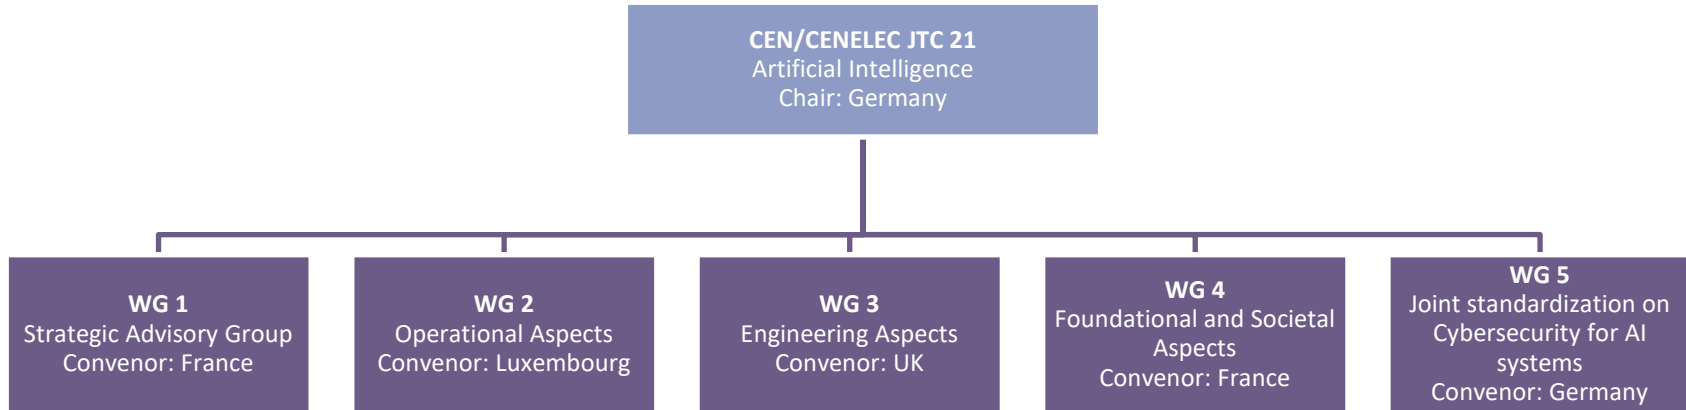 CEN/CENELEC JTC 21
Artificial Intelligence
Chair: Germany
WG 1
Strategic Advisory Group
Convenor: France
WG 2
Operational Aspects
Convenor: Luxembourg
WG 3
Engineering Aspects
Convenor: UK
WG 4
Foundational and Societal
Aspects
Convenor: France
WG 5
Joint standardization on
Cybersecurity for AI
systems
Convenor: Germany